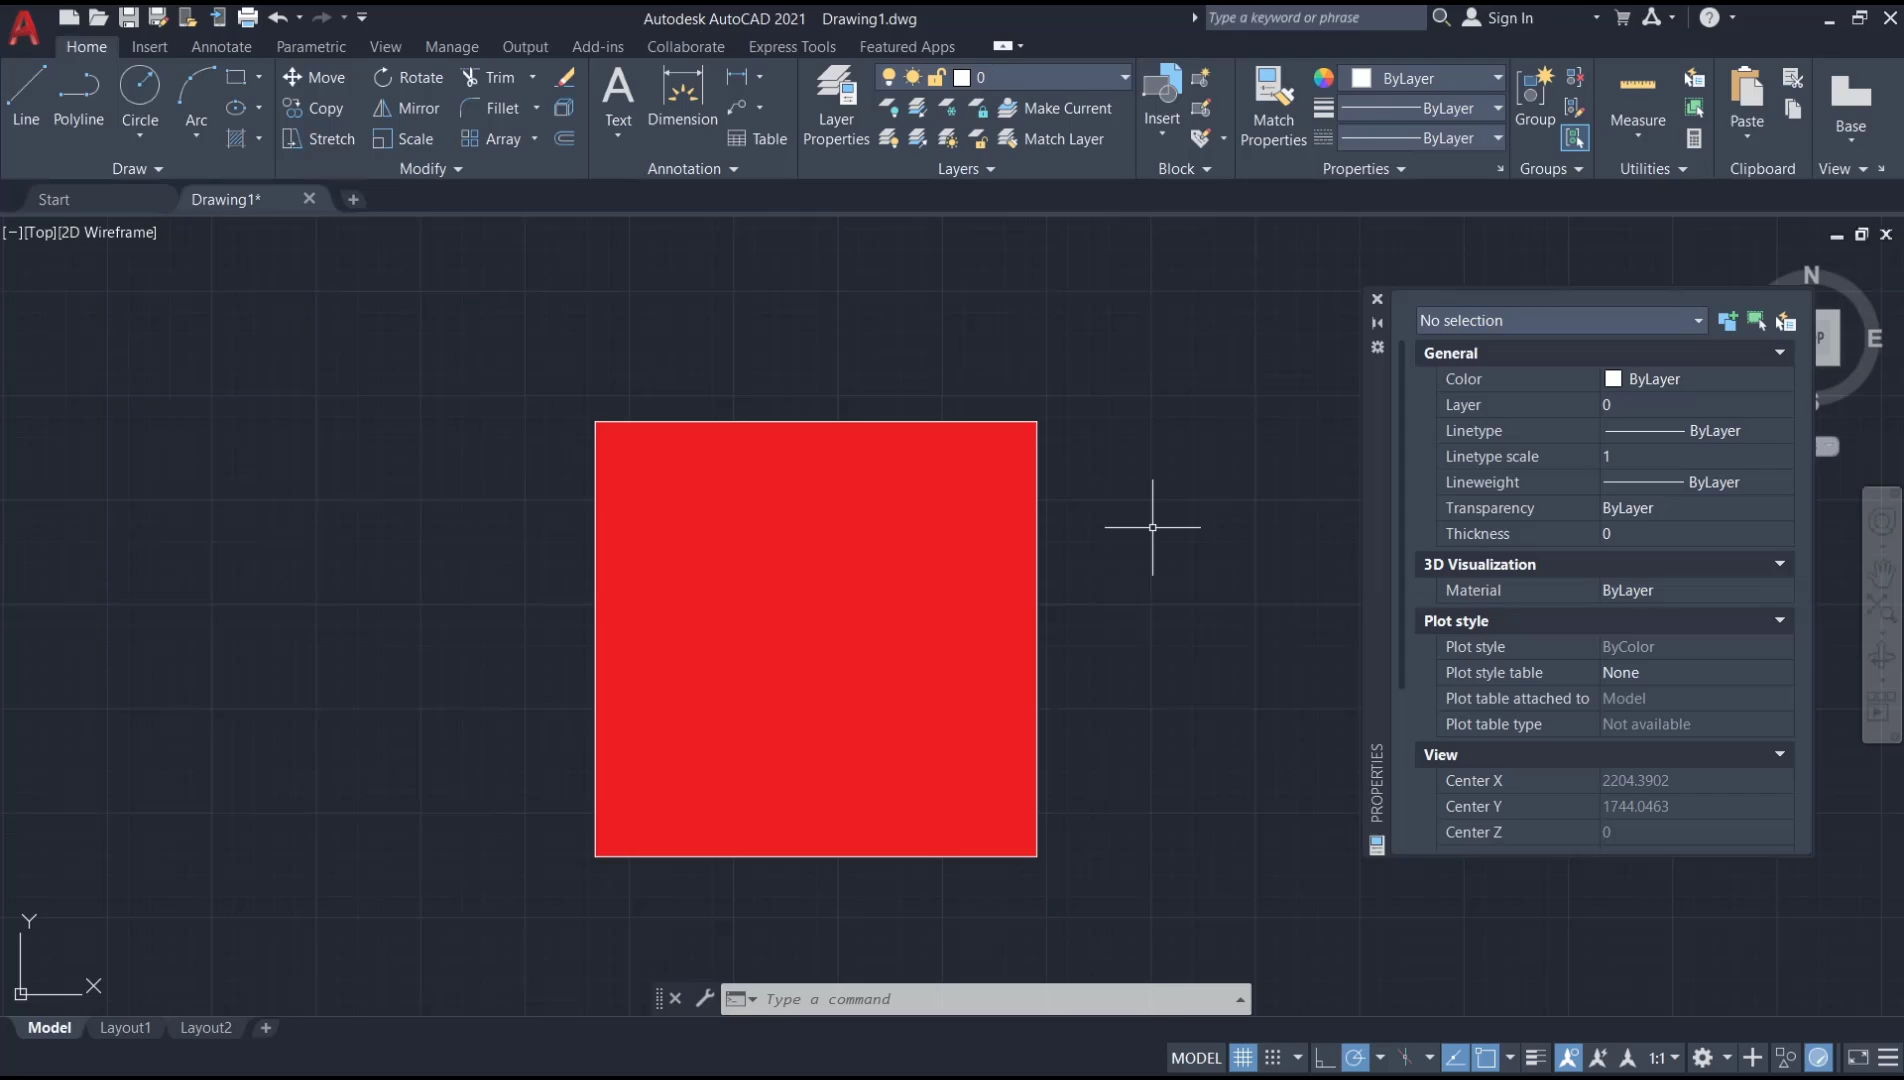 Autodesk AutoCAD 2021 Drawing1.dwg
Type a keyword or phrase
Sign In
Home Insert Annotate Parametric View Manage Output Add-ins Collaborate Express Tools Featured Apps
Line
Polyline
Circle
Arc
Draw
Move
Rotate
Trim
Copy
Mirror
Fillet
Stretch
Scale
Array
Modify
Text
Dimension
Table
Annotation
Layer
Properties
0
Make Current
Match Layer
Layers
Insert
Block
Match
Properties
ByLayer
ByLayer
ByLayer
Properties
Group
Groups
Measure
Utilities
Paste
Clipboard
Base
View
Start
Drawing1*
[−][Top][2D Wireframe]
N
E
No selection
General
Color ByLayer
Layer 0
Linetype ByLayer
Linetype scale 1
Lineweight ByLayer
Transparency ByLayer
Thickness 0
3D Visualization
Material ByLayer
Plot style
Plot style ByColor
Plot style table None
Plot table attached to Model
Plot table type Not available
View
Center X 2204.3902
Center Y 1744.0463
Center Z 0
PROPERTIES
Y
X
Type a command
Model Layout1 Layout2
MODEL
1:1